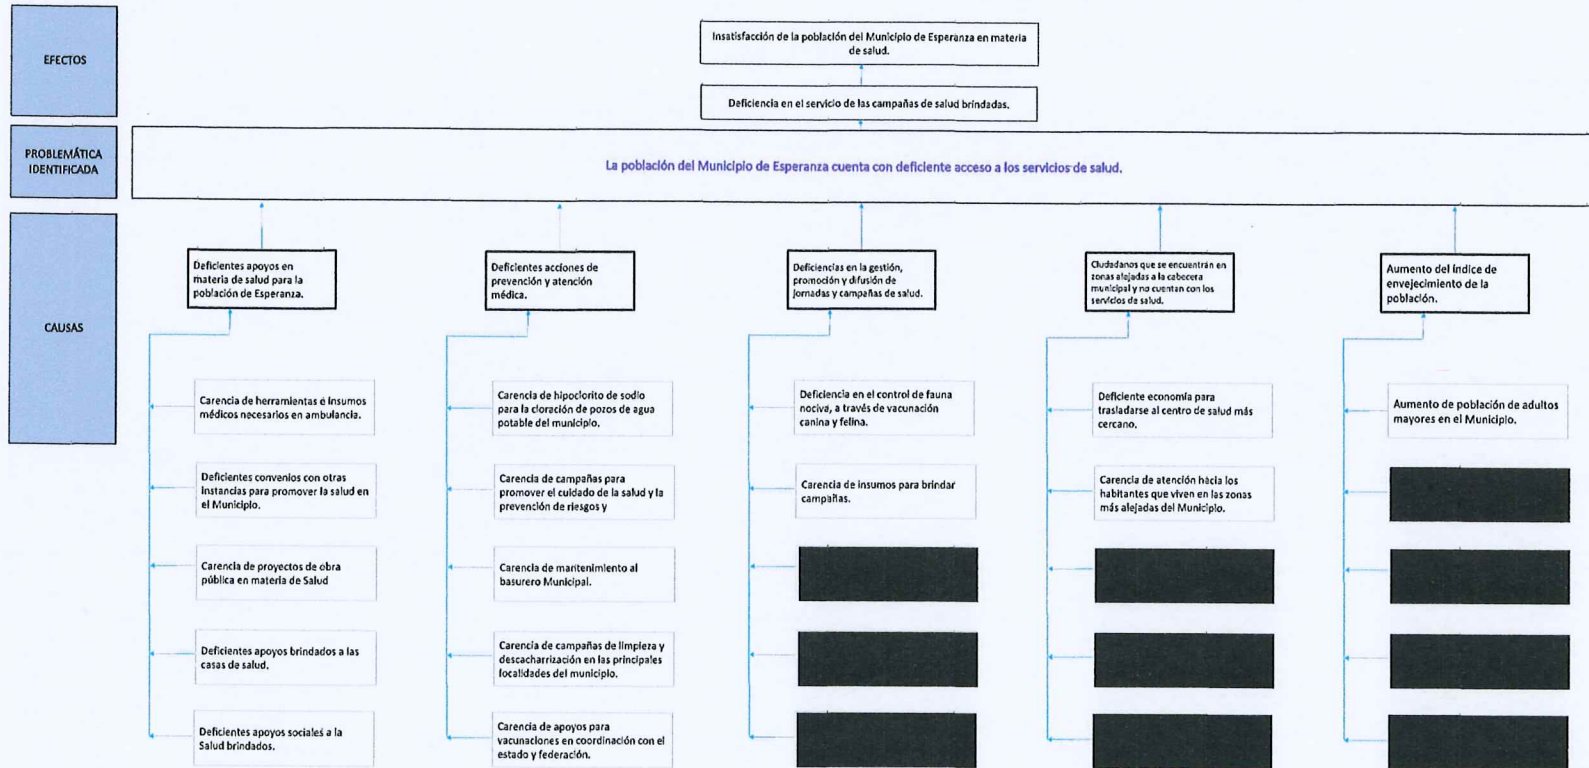 EFECTOS
Insatisfacción de la población del Municipio de Esperanza en materia
de salud.
Deficiencia en el servicio de las campañas de salud brindadas.
PROBLEMÁTICA
IDENTIFICADA
La población del Municipio de Esperanza cuenta con deficiente acceso a los servicios de salud.
CAUSAS
Deficientes apoyos en
materia de salud para la
población de Esperanza.
Carencia de herramientas é insumos
médicos necesarios en ambulancia.
Deficientes convenios con otras
instancias para promover la salud en
el Municipio.
Carencia de proyectos de obra
pública en materia de Salud
Deficientes apoyos brindados a las
casas de salud.
Deficientes apoyos sociales a la
Salud brindados.
Deficientes acciones de
prevención y atención
médica.
Carencia de hipoclorito de sodio
para la cloración de pozos de agua
potable del municipio.
Carencia de campañas para
promover el cuidado de la salud y la
prevención de riesgos y
Carencia de mantenimiento al
basurero Municipal.
Carencia de campañas de limpieza y
descacharrización en las principales
localidades del municipio.
Carencia de apoyos para
vacunaciones en coordinación con el
estado y federación.
Deficiencias en la gestión,
promoción y difusión de
jornadas y campañas de salud.
Deficiencia en el control de fauna
nociva, a través de vacunación
canina y felina.
Carencia de insumos para brindar
campañas.
Ciudadanos que se encuentrán en
zonas alejadas a la cabecera
municipal y no cuentan con los
servicios de salud.
Deficiente economía para
trasladarse al centro de salud más
cercano.
Carencia de atención hacia los
habitantes que viven en las zonas
más alejadas del Municipio.
Aumento del índice de
envejecimiento de la
población.
Aumento de población de adultos
mayores en el Municipio.